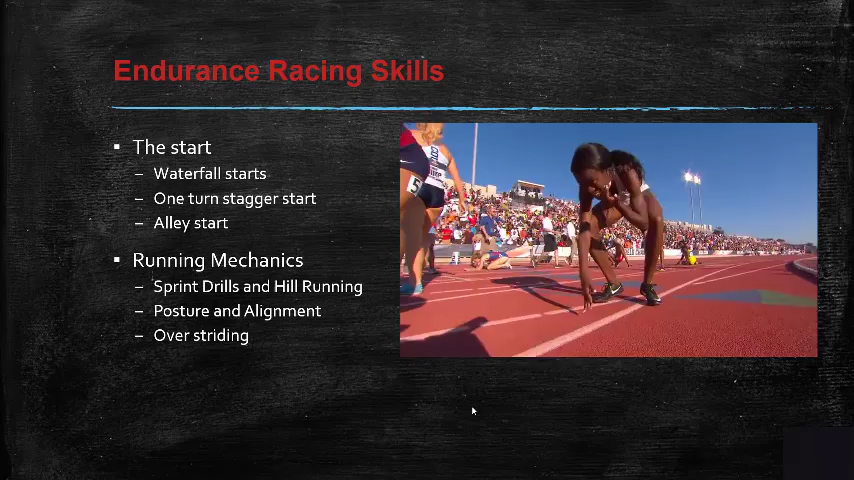 Endurance Racing Skills
▪ The start
– Waterfall starts
– One turn stagger start
– Alley start
▪ Running Mechanics
– Sprint Drills and Hill Running
– Posture and Alignment
– Over striding
5